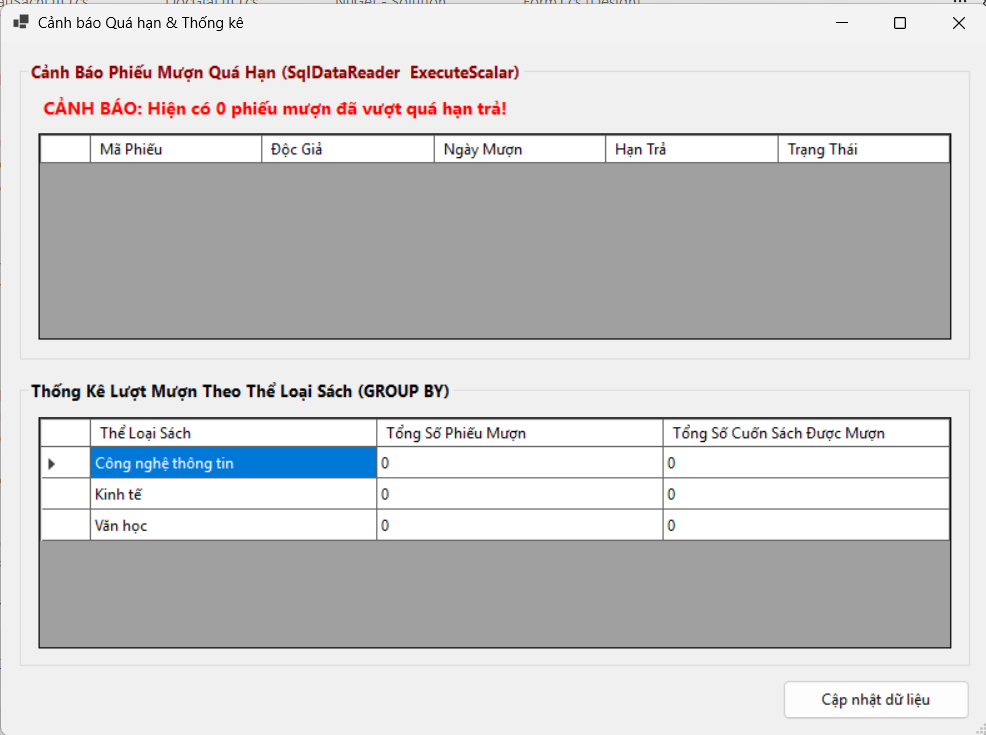 Cảnh báo Quá hạn & Thống kê
Cảnh Báo Phiếu Mượn Quá Hạn (SqlDataReader  ExecuteScalar)
CẢNH BÁO: Hiện có 0 phiếu mượn đã vượt quá hạn trả!
Mã Phiếu Độc Giả Ngày Mượn Hạn Trả Trạng Thái
Thống Kê Lượt Mượn Theo Thể Loại Sách (GROUP BY)
Thể Loại Sách Tổng Số Phiếu Mượn Tổng Số Cuốn Sách Được Mượn
Công nghệ thông tin 0 0
Kinh tế 0 0
Văn học 0 0
Cập nhật dữ liệu